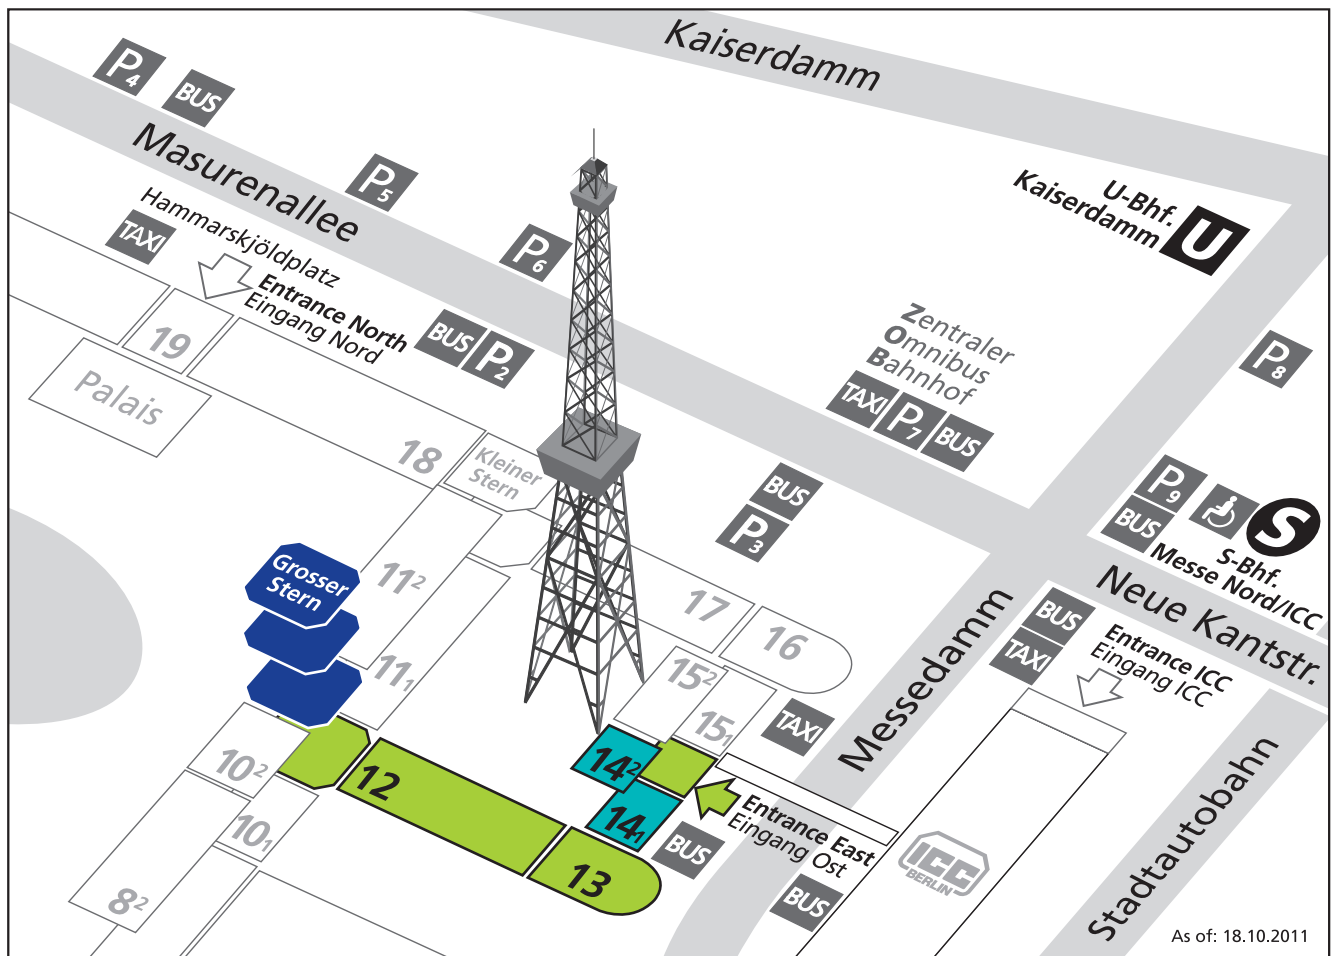 Kaiserdamm
P4
BUS
Masurenallee
P5
P6
U-Bhf.
Kaiserdamm
U
Hammarskjöldplatz
TAXI
Entrance North
Eingang Nord
BUS
P2
19
Palais
18
Kleiner
Stern
Zentraler
Omnibus
Bahnhof
TAXI
P7
BUS
P8
P9
BUS
S
S-Bhf.
Messe Nord/ICC
BUS
P3
Neue Kantstr.
Grosser
Stern
11²
11₁
17
16
15²
15₁
TAXI
Messedamm
BUS
TAXI
Entrance ICC
Eingang ICC
Stadtautobahn
12
13
14²
14₁
10²
10₁
8²
BUS
Entrance East
Eingang Ost
BUS
ICC
BERLIN
As of: 18.10.2011